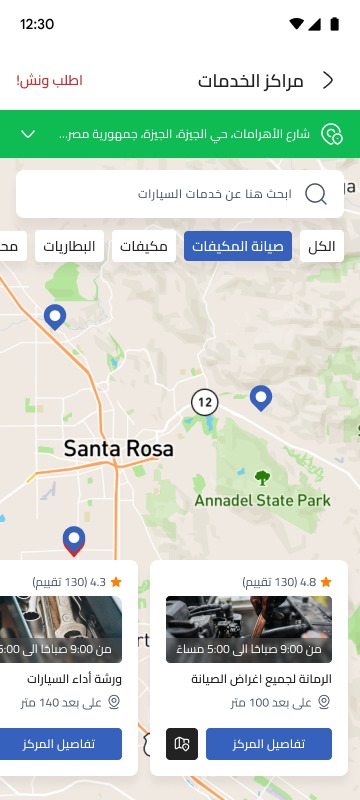 12:30
مراكز الخدمات
اطلب ونش!
شارع الأهرامات، حي الجيزة، الجيزة، جمهورية مصر...
ابحث هنا عن خدمات السيارات
الكل
صيانة المكيفات
مكيفات
البطاريات
12
Santa Rosa
Annadel State Park
4.8 (130 تقييم)
من 9:00 صباحًا الى 5:00 مساءً
الرمانة لجميع اغراض الصيانة
على بعد 100 متر
تفاصيل المركز
4.3 (130 تقييم)
من 9:00 صباحًا الى 5:00
ورشة أداء السيارات
على بعد 140 متر
تفاصيل المركز